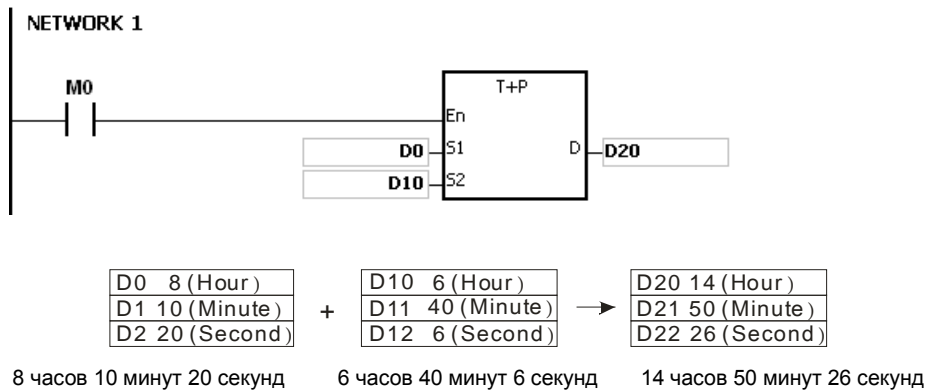 NETWORK 1
M0
T+P
En
D0 S1 D D20
D10 S2
D0 8 (Hour) D10 6 (Hour) D20 14 (Hour)
D1 10 (Minute) + D11 40 (Minute) → D21 50 (Minute)
D2 20 (Second) D12 6 (Second) D22 26 (Second)
8 часов 10 минут 20 секунд 6 часов 40 минут 6 секунд 14 часов 50 минут 26 секунд